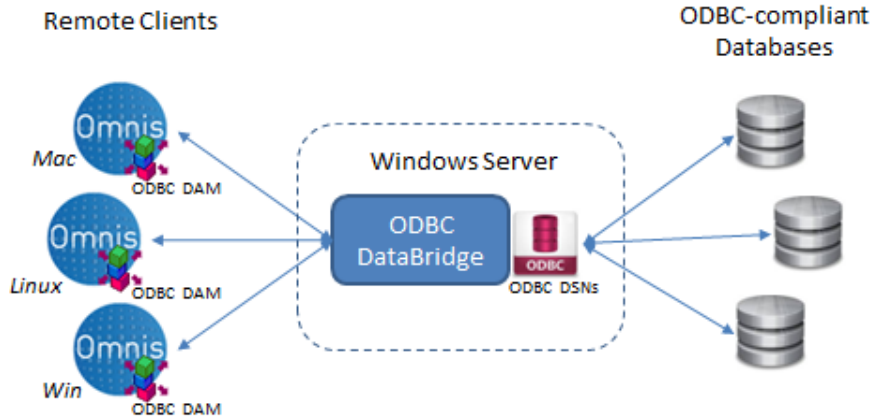 Remote Clients
ODBC-compliant
Databases
Omnis
Mac
ODBC DAM
Windows Server
ODBC
DataBridge
ODBC
ODBC DSNs
Omnis
Linux
ODBC DAM
Omnis
Win
ODBC DAM